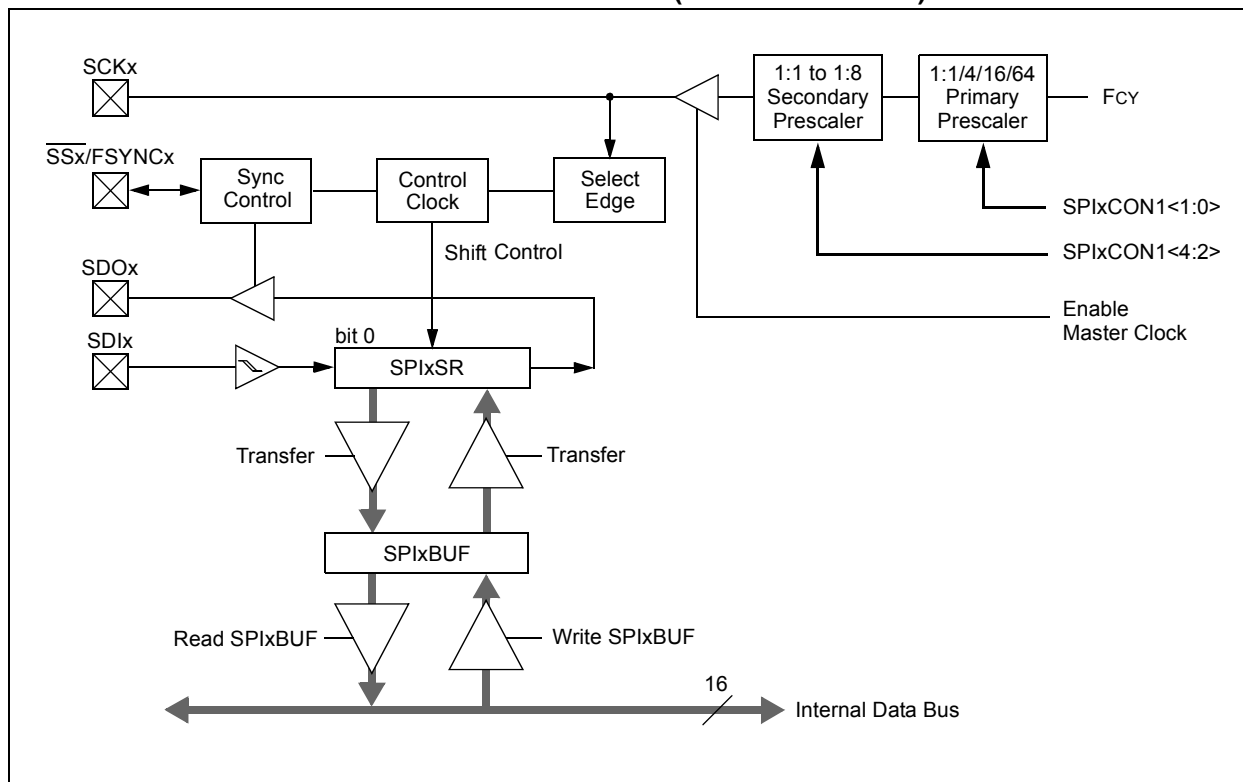 SCKx
1:1 to 1:8
Secondary
Prescaler
1:1/4/16/64
Primary
Prescaler
FCY
SSx/FSYNCx
Sync
Control
Control
Clock
Select
Edge
SPIxCON1<1:0>
Shift Control
SPIxCON1<4:2>
SDOx
Enable
Master Clock
SDIx
bit 0
SPIxSR
Transfer
Transfer
SPIxBUF
Read SPIxBUF
Write SPIxBUF
16
Internal Data Bus